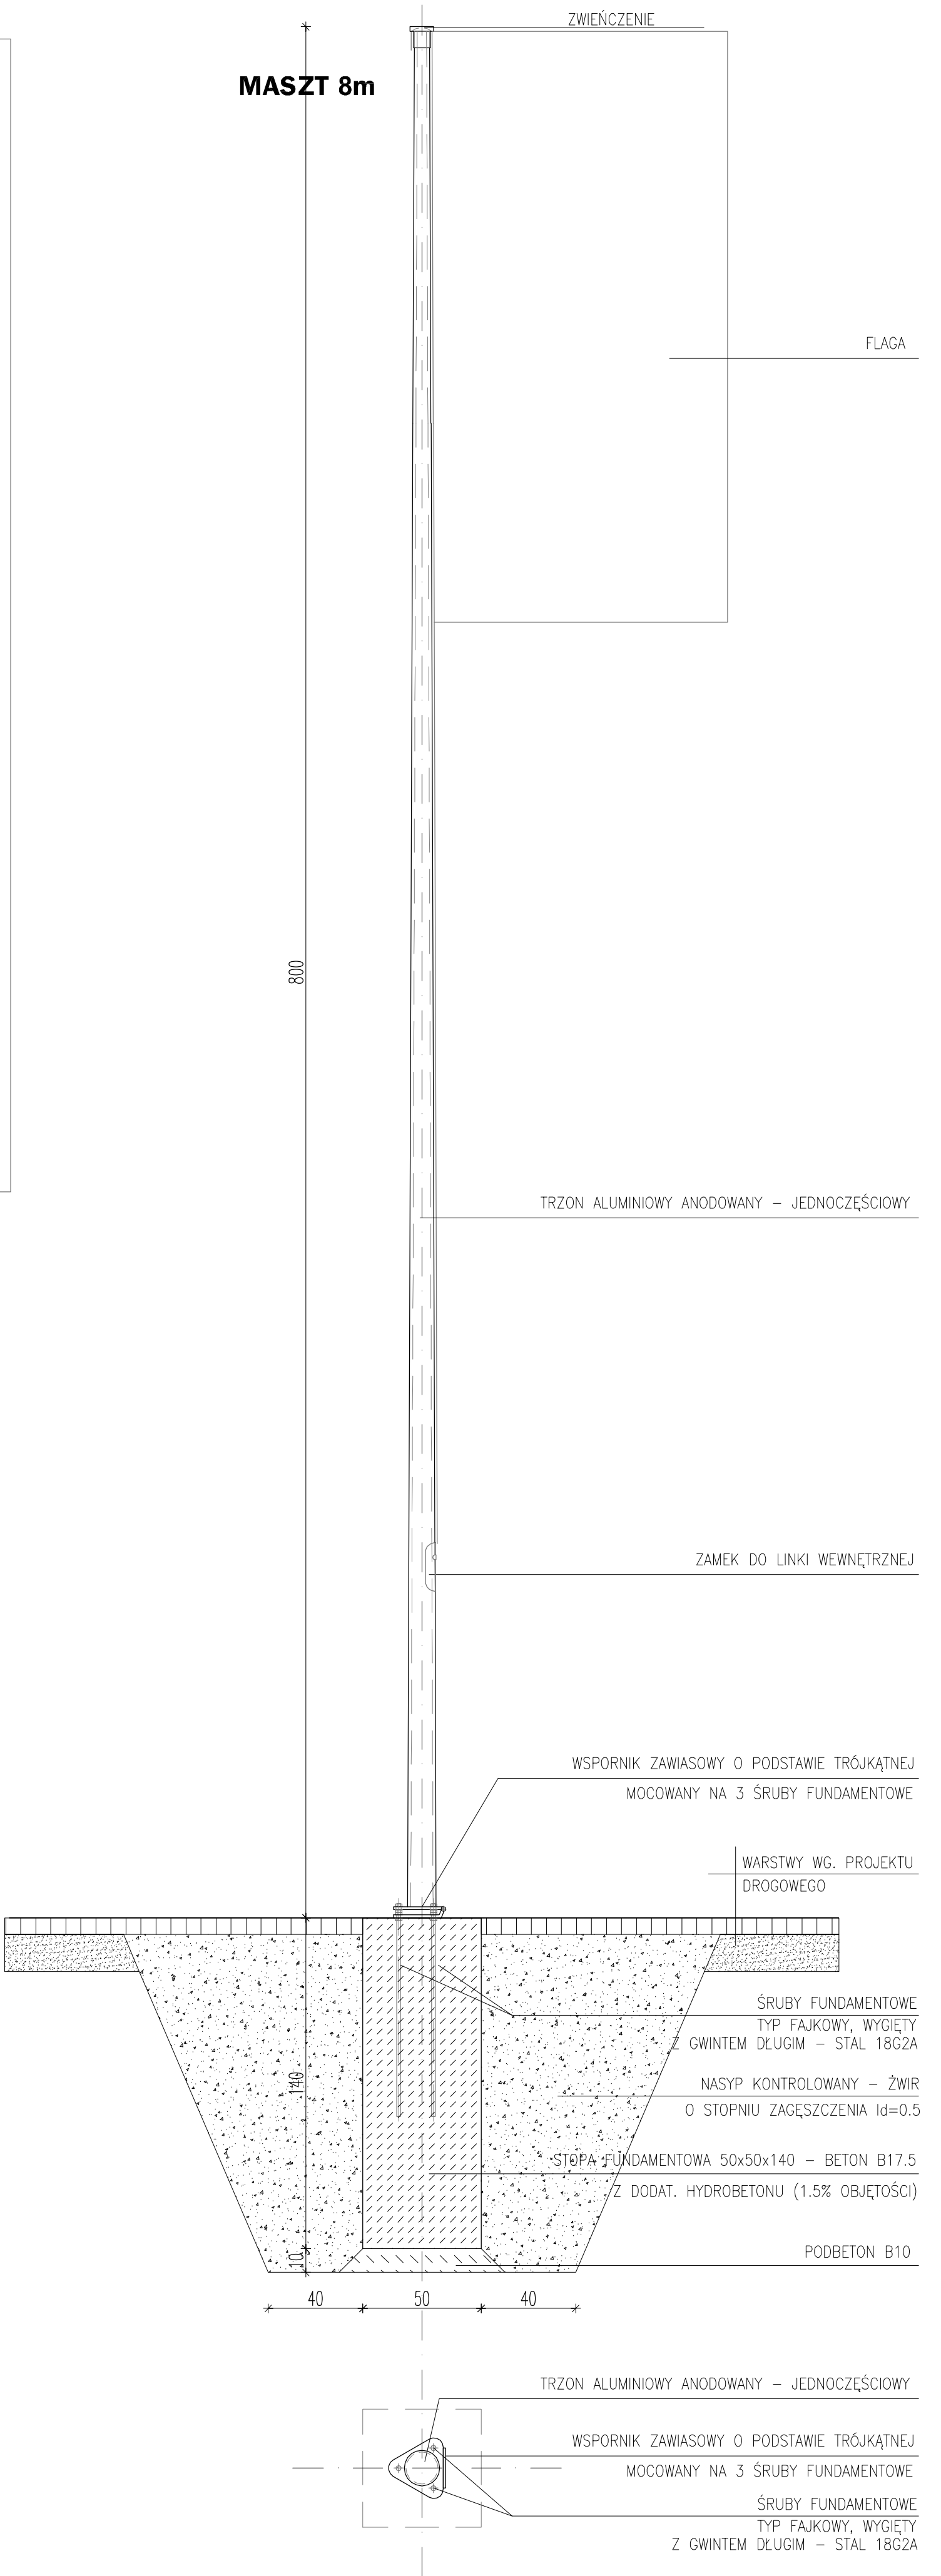 ZWIEŃCZENIE
MASZT 8m
FLAGA
800
TRZON ALUMINIOWY ANODOWANY – JEDNOCZĘŚCIOWY
ZAMEK DO LINKI WEWNĘTRZNEJ
WSPORNIK ZAWIASOWY O PODSTAWIE TRÓJKĄTNEJ
MOCOWANY NA 3 ŚRUBY FUNDAMENTOWE
WARSTWY WG. PROJEKTU
DROGOWEGO
ŚRUBY FUNDAMENTOWE
TYP FAJKOWY, WYGIĘTY
Z GWINTEM DŁUGIM – STAL 18G2A
140
NASYP KONTROLOWANY – ŻWIR
O STOPNIU ZAGĘSZCZENIA Id=0.5
STOPA FUNDAMENTOWA 50x50x140 – BETON B17.5
Z DODAT. HYDROBETONU (1.5% OBJĘTOŚCI)
PODBETON B10
10
40 50 40
TRZON ALUMINIOWY ANODOWANY – JEDNOCZĘŚCIOWY
WSPORNIK ZAWIASOWY O PODSTAWIE TRÓJKĄTNEJ
MOCOWANY NA 3 ŚRUBY FUNDAMENTOWE
ŚRUBY FUNDAMENTOWE
TYP FAJKOWY, WYGIĘTY
Z GWINTEM DŁUGIM – STAL 18G2A